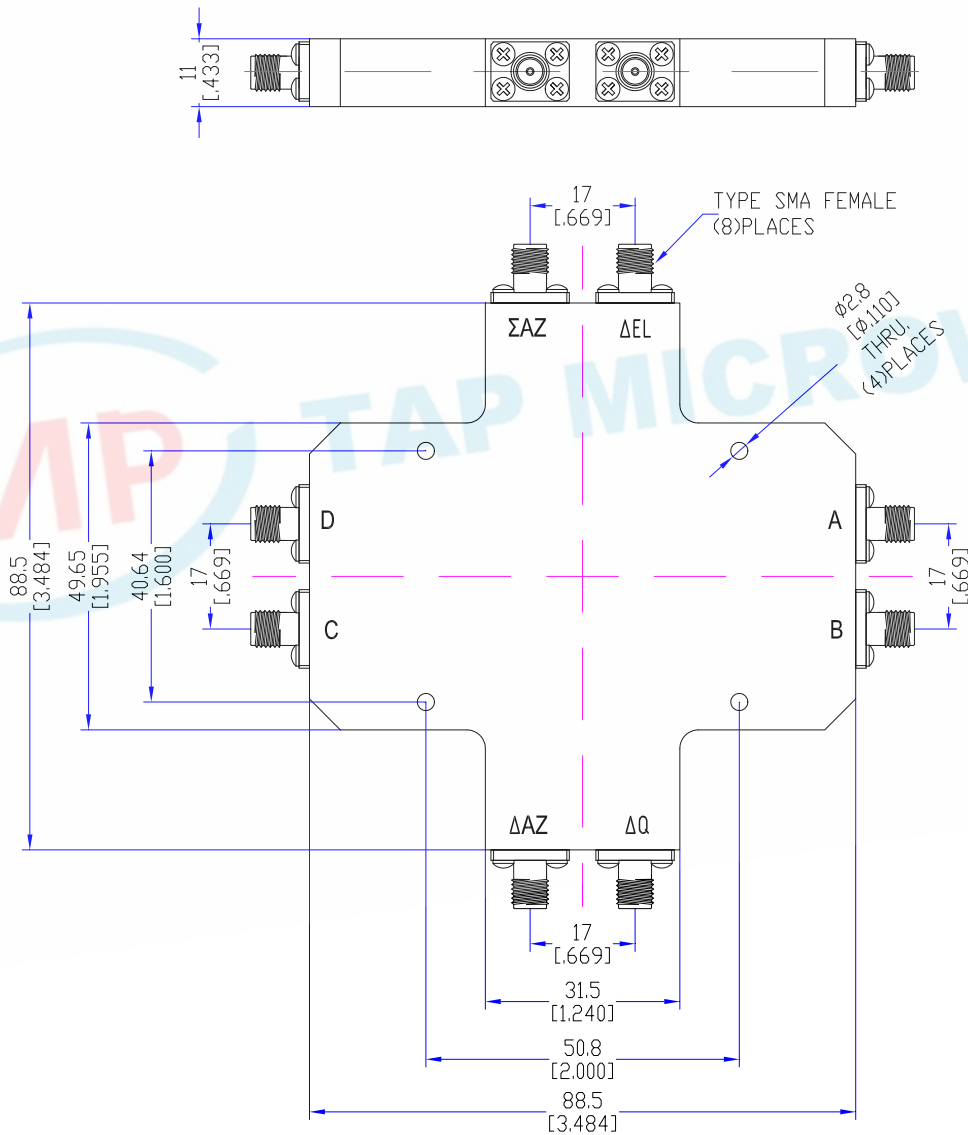 11
[.433]
17
[.669]
TYPE SMA FEMALE
(8)PLACES
Ø2.8
[Ø.110]
THRU.
(4)PLACES
ΣAZ
ΔEL
TAP
D
A
88.5
[3.484]
49.65
[1.955]
40.64
[1.600]
17
[.669]
17
[.669]
C
B
ΔAZ
ΔQ
17
[.669]
31.5
[1.240]
50.8
[2.000]
88.5
[3.484]